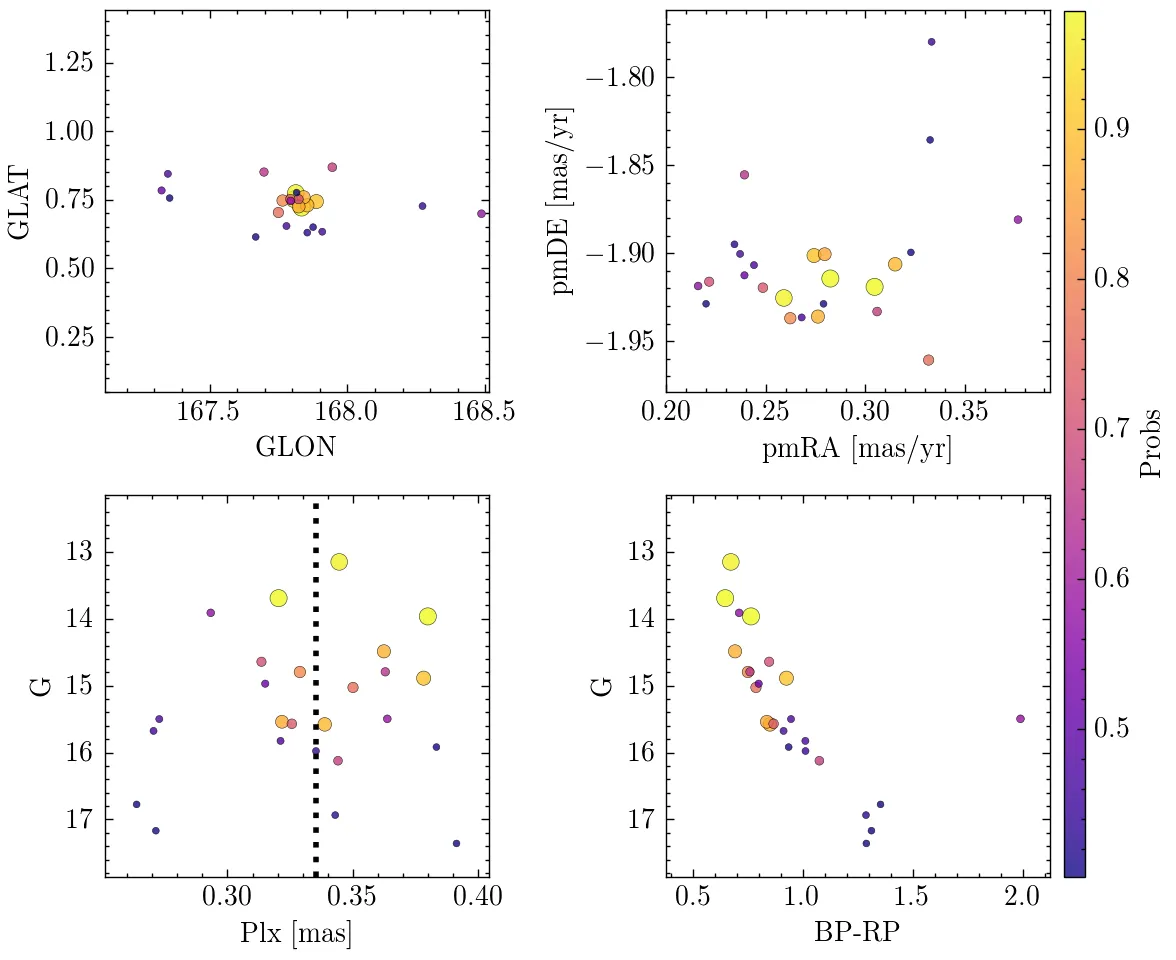 1.25
1.00
0.75
0.50
0.25
GLAT
167.5 168.0 168.5
GLON
−1.80
−1.85
−1.90
−1.95
pmDE [mas/yr]
0.20 0.25 0.30 0.35
pmRA [mas/yr]
0.9
0.8
0.7
0.6
0.5
Probs
13
14
15
16
17
G
0.30 0.35 0.40
Plx [mas]
13
14
15
16
17
G
0.5 1.0 1.5 2.0
BP-RP